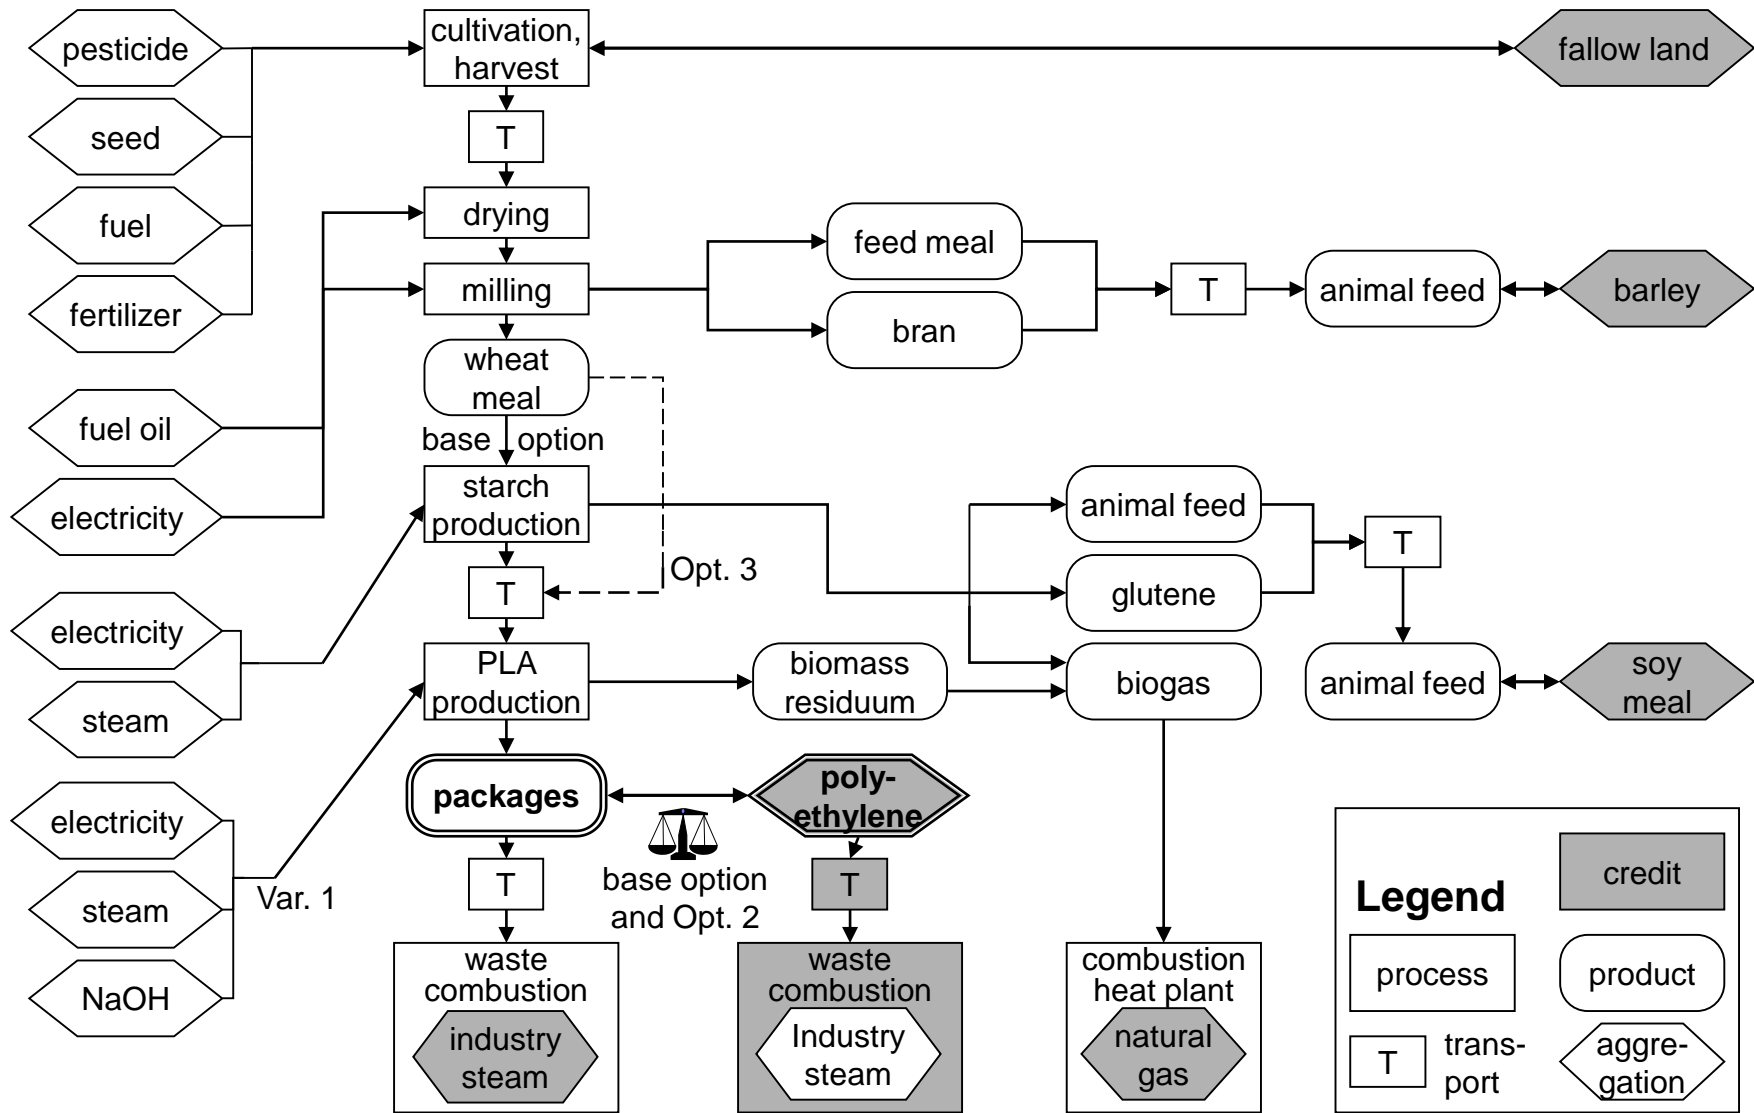 pesticide
cultivation,
harvest
fallow land
T
seed
drying
fuel
feed meal
milling
T
animal feed
barley
fertilizer
bran
wheat
meal
fuel oil
base option
starch
production
animal feed
electricity
T
Opt. 3
T
glutene
electricity
PLA
production
biomass
residuum
biogas
animal feed
soy
meal
steam
packages
poly-
ethylene
electricity
base option
and Opt. 2
T
T
Var. 1
steam
waste
combustion
industry
steam
waste
combustion
Industry
steam
combustion
heat plant
natural
gas
NaOH
Legend
credit
process
product
T
trans-
port
aggre-
gation